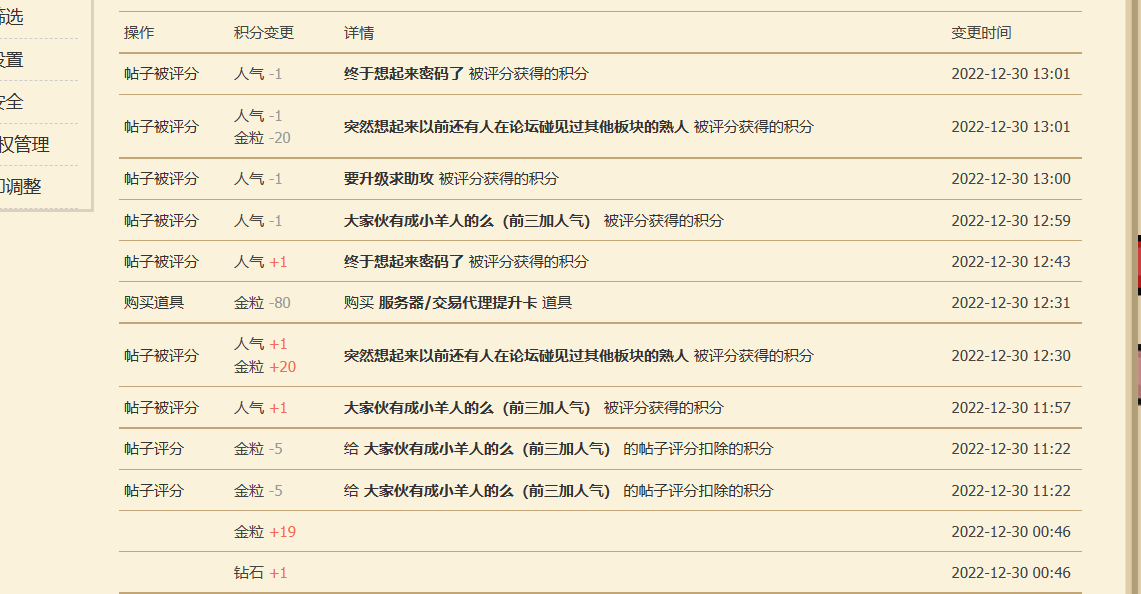 筛选
设置
安全
权管理
印调整
操作 积分变更 详情 变更时间
帖子被评分 人气 -1 终于想起来密码了 被评分获得的积分 2022-12-30 13:01
帖子被评分 人气 -1
金粒 -20 突然想起来以前还有人在论坛碰见过其他板块的熟人 被评分获得的积分 2022-12-30 13:01
帖子被评分 人气 -1 要升级求助攻 被评分获得的积分 2022-12-30 13:00
帖子被评分 人气 -1 大家伙有成小羊人的么（前三加人气） 被评分获得的积分 2022-12-30 12:59
帖子被评分 人气 +1 终于想起来密码了 被评分获得的积分 2022-12-30 12:43
购买道具 金粒 -80 购买 服务器/交易代理提升卡 道具 2022-12-30 12:31
帖子被评分 人气 +1
金粒 +20 突然想起来以前还有人在论坛碰见过其他板块的熟人 被评分获得的积分 2022-12-30 12:30
帖子被评分 人气 +1 大家伙有成小羊人的么（前三加人气） 被评分获得的积分 2022-12-30 11:57
帖子评分 金粒 -5 给 大家伙有成小羊人的么（前三加人气） 的帖子评分扣除的积分 2022-12-30 11:22
帖子评分 金粒 -5 给 大家伙有成小羊人的么（前三加人气） 的帖子评分扣除的积分 2022-12-30 11:22
金粒 +19 2022-12-30 00:46
钻石 +1 2022-12-30 00:46